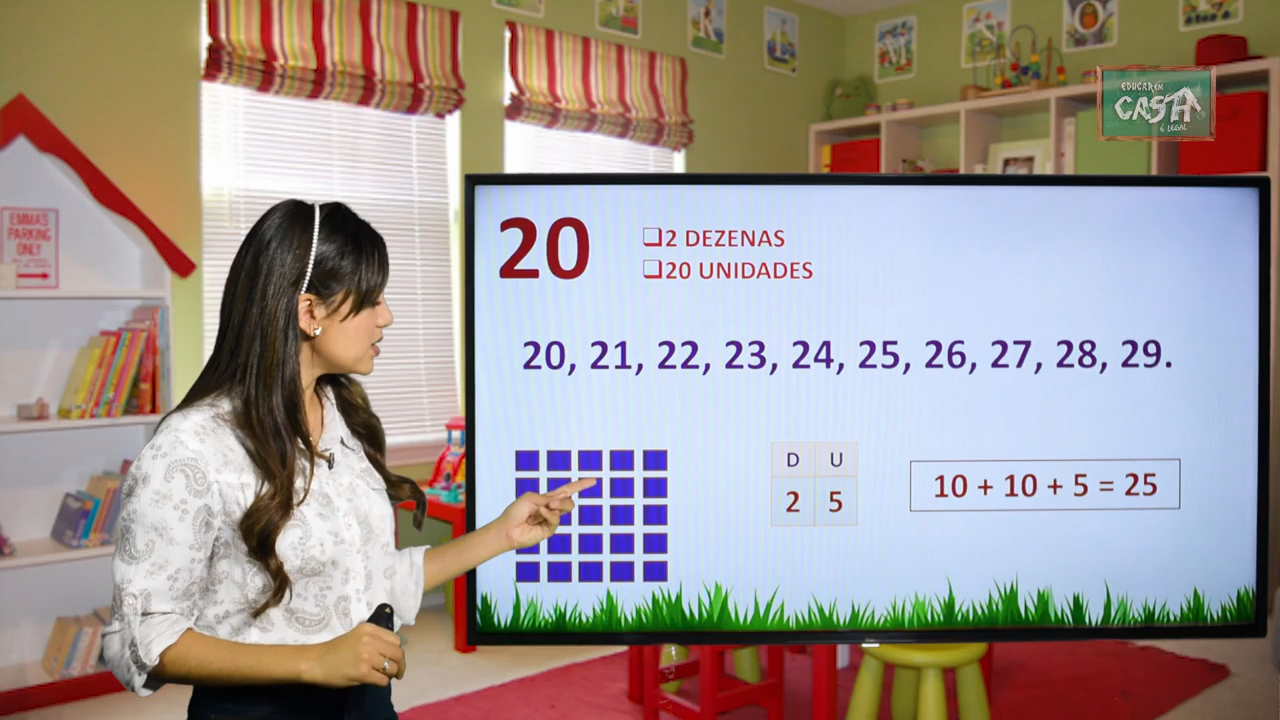 EDUCAR EM
CASA
É LEGAL
EMMA'S
PARKING
ONLY
20
❑2 DEZENAS
❑20 UNIDADES
20, 21, 22, 23, 24, 25, 26, 27, 28, 29.
D U
2 5
10 + 10 + 5 = 25